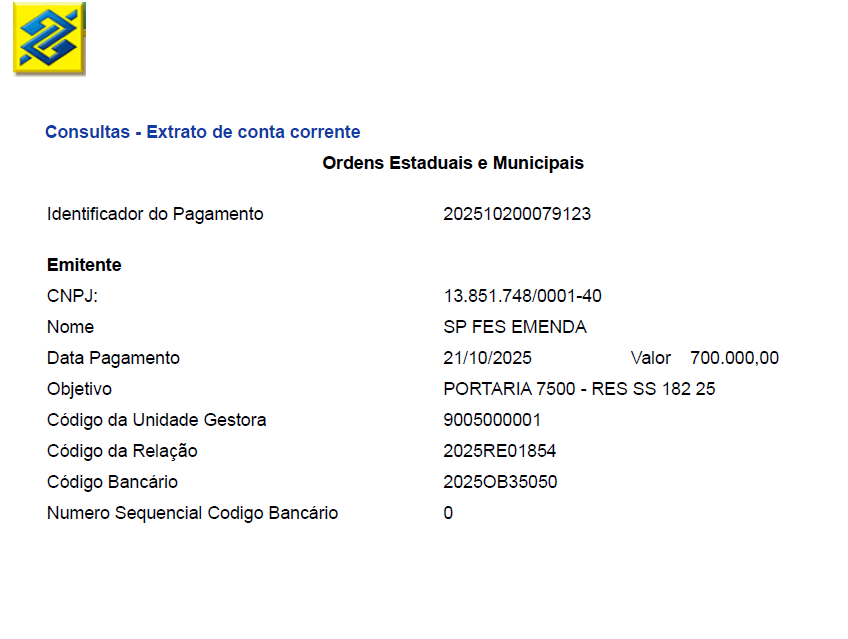 Consultas - Extrato de conta corrente
Ordens Estaduais e Municipais
Identificador do Pagamento 202510200079123
Emitente
CNPJ: 13.851.748/0001-40
Nome SP FES EMENDA
Data Pagamento 21/10/2025 Valor 700.000,00
Objetivo PORTARIA 7500 - RES SS 182 25
Código da Unidade Gestora 9005000001
Código da Relação 2025RE01854
Código Bancário 2025OB35050
Numero Sequencial Codigo Bancário 0